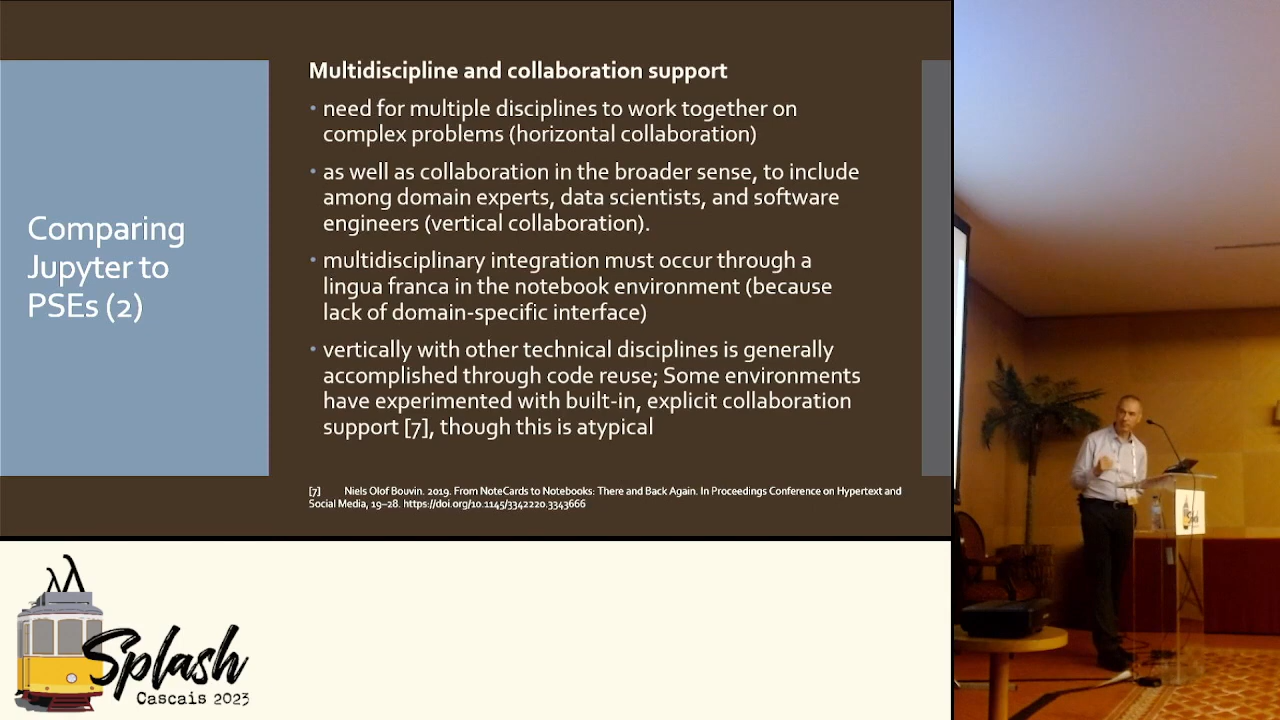 Comparing
Jupyter to
PSEs (2)
Multidiscipline and collaboration support
• need for multiple disciplines to work together on
complex problems (horizontal collaboration)
• as well as collaboration in the broader sense, to include
among domain experts, data scientists, and software
engineers (vertical collaboration).
• multidisciplinary integration must occur through a
lingua franca in the notebook environment (because
lack of domain-specific interface)
• vertically with other technical disciplines is generally
accomplished through code reuse; Some environments
have experimented with built-in, explicit collaboration
support [7], though this is atypical
[7] Niels Olof Bouvin. 2019. From NoteCards to Notebooks: There and Back Again. In Proceedings Conference on Hypertext and
Social Media, 19–28. https://doi.org/10.1145/3342220.3343666
Splash
Cascais 2023